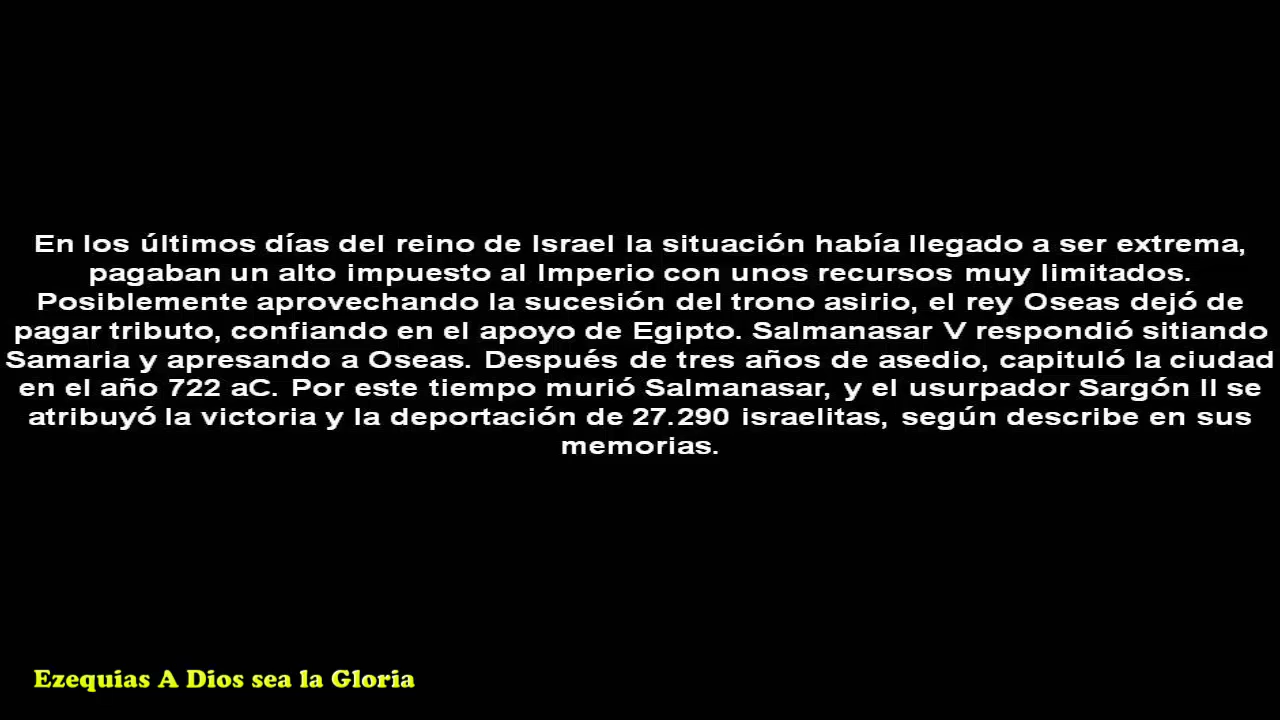 En los últimos días del reino de Israel la situación había llegado a ser extrema,
pagaban un alto impuesto al Imperio con unos recursos muy limitados.
Posiblemente aprovechando la sucesión del trono asirio, el rey Oseas dejó de
pagar tributo, confiando en el apoyo de Egipto. Salmanasar V respondió sitiando
Samaria y apresando a Oseas. Después de tres años de asedio, capituló la ciudad
en el año 722 aC. Por este tiempo murió Salmanasar, y el usurpador Sargón II se
atribuyó la victoria y la deportación de 27.290 israelitas, según describe en sus
memorias.
Ezequias A Dios sea la Gloria